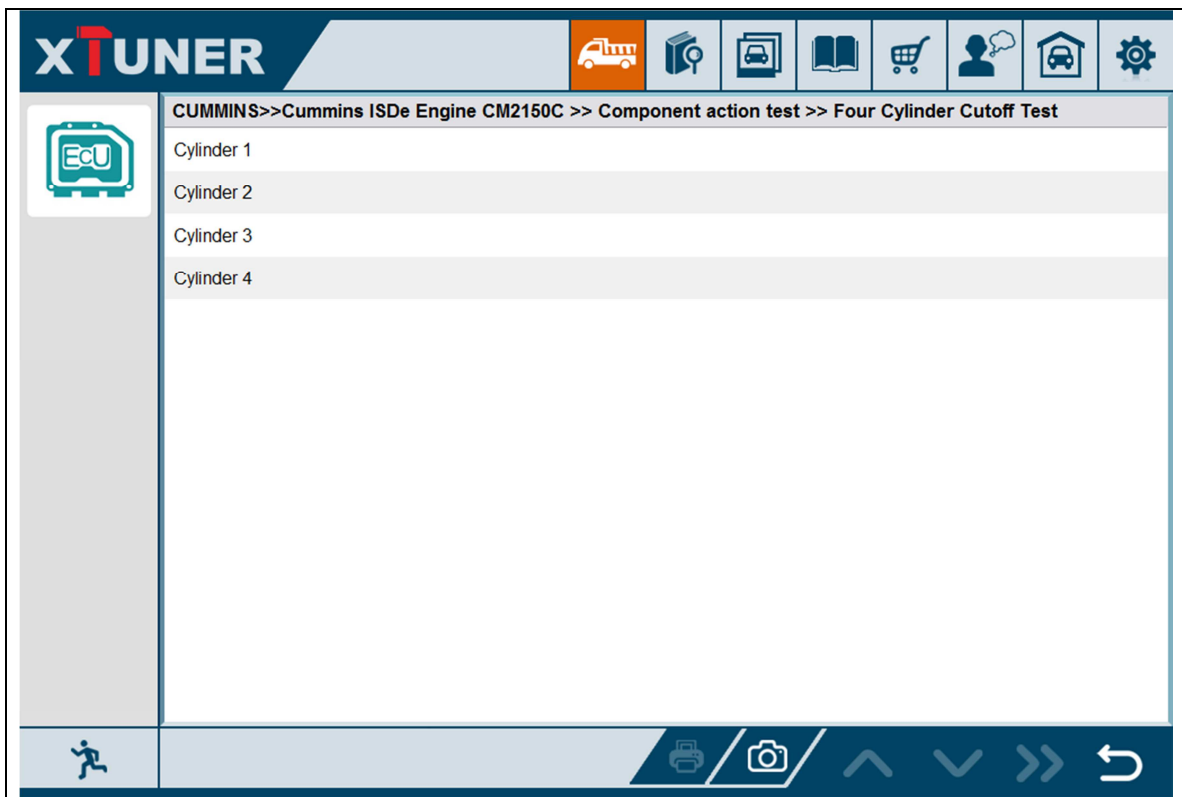 XTUNER
CUMMINS>>Cummins ISDe Engine CM2150C >> Component action test >> Four Cylinder Cutoff Test
ECU
Cylinder 1
Cylinder 2
Cylinder 3
Cylinder 4